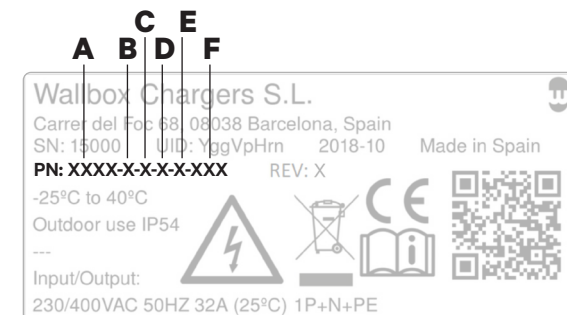 C E
A B D F
Wallbox Chargers S.L.
Carrer del Foc 68, 08038 Barcelona, Spain
SN: 15000 UID: YggVpHrn 2018-10 Made in Spain
PN: XXXX-X-X-X-X-XXX REV: X
-25ºC to 40ºC
Outdoor use IP54
---
Input/Output:
230/400VAC 50HZ 32A (25ºC) 1P+N+PE